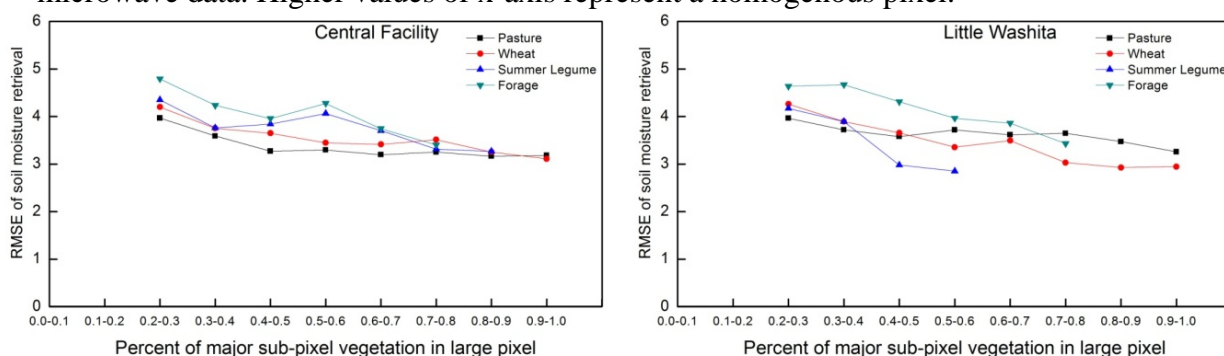 microwave data. Higher values of x-axis represent a homogenous pixel.
Central Facility
Pasture
Wheat
Summer Legume
Forage
RMSE of soil moisture retrieval
6
5
4
3
2
1
0
0.0-0.1 0.1-0.2 0.2-0.3 0.3-0.4 0.4-0.5 0.5-0.6 0.6-0.7 0.7-0.8 0.8-0.9 0.9-1.0
Percent of major sub-pixel vegetation in large pixel
Little Washita
Pasture
Wheat
Summer Legume
Forage
RMSE of soil moisture retrieval
6
5
4
3
2
1
0
0.0-0.1 0.1-0.2 0.2-0.3 0.3-0.4 0.4-0.5 0.5-0.6 0.6-0.7 0.7-0.8 0.8-0.9 0.9-1.0
Percent of major sub-pixel vegetation in large pixel